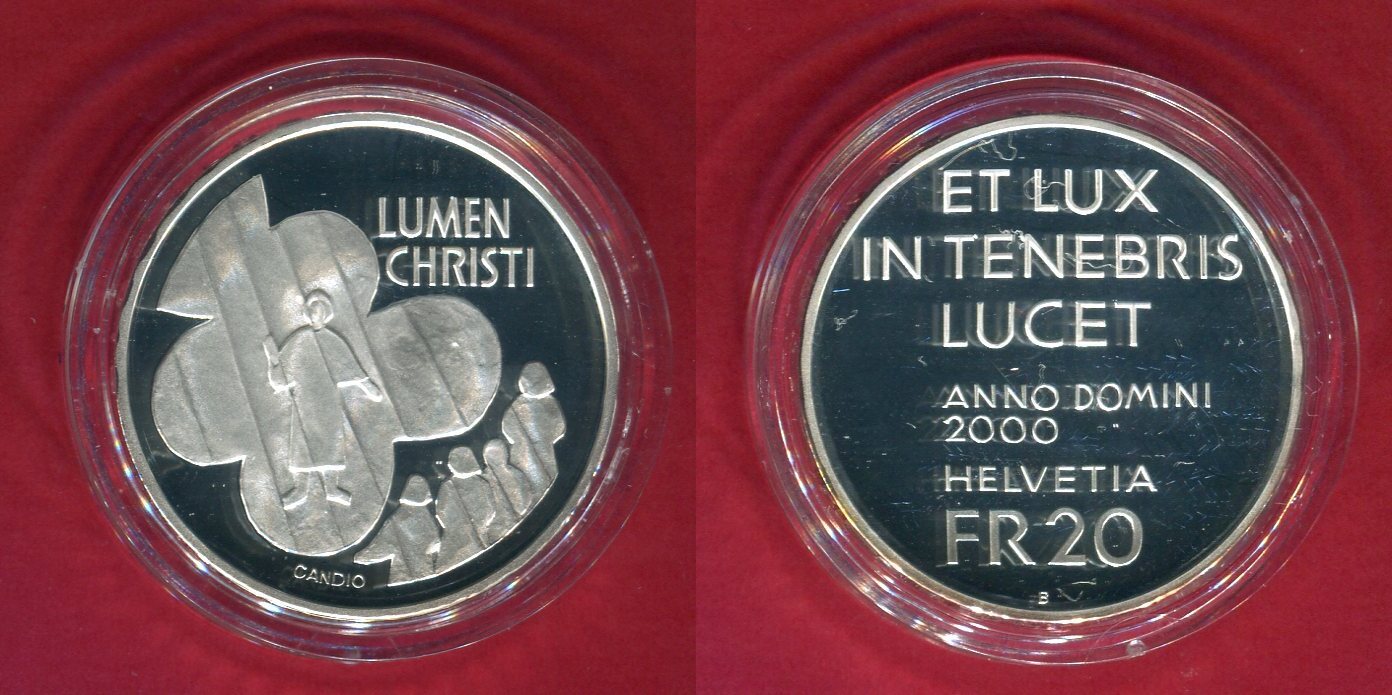 LUMEN
CHRISTI
CANDIO
ET LUX
IN TENEBRIS
LUCET
ANNO DOMINI
2000
HELVETIA
FR 20
B